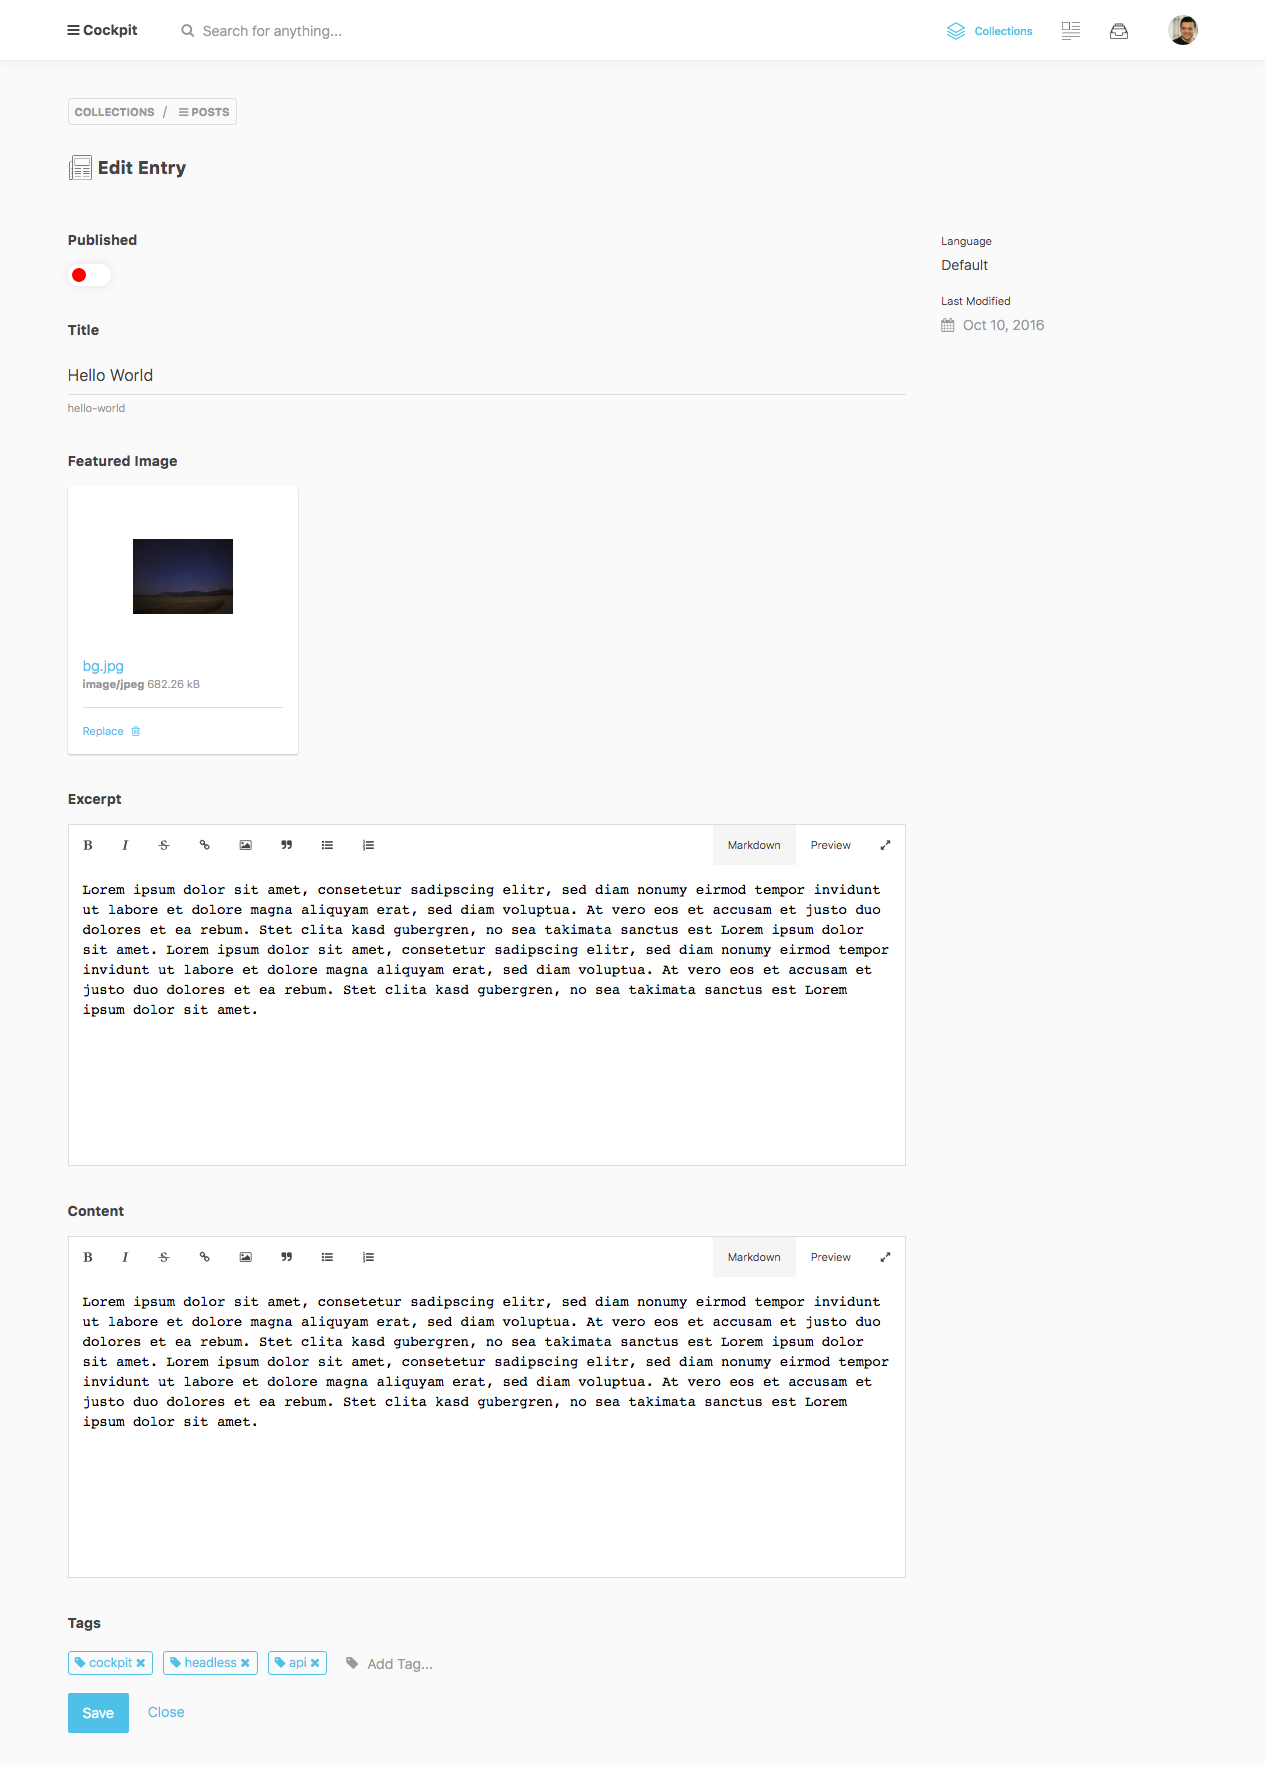 Cockpit
Search for anything...
Collections
COLLECTIONS / POSTS
Edit Entry
Published
Language
Default
Last Modified
Oct 10, 2016
Title
Hello World
hello-world
Featured Image
bg.jpg
image/jpeg 682.26 kB
Replace
Excerpt
B I S Markdown Preview
Lorem ipsum dolor sit amet, consetetur sadipscing elitr, sed diam nonumy eirmod tempor invidunt
ut labore et dolore magna aliquyam erat, sed diam voluptua. At vero eos et accusam et justo duo
dolores et ea rebum. Stet clita kasd gubergren, no sea takimata sanctus est Lorem ipsum dolor
sit amet. Lorem ipsum dolor sit amet, consetetur sadipscing elitr, sed diam nonumy eirmod tempor
invidunt ut labore et dolore magna aliquyam erat, sed diam voluptua. At vero eos et accusam et
justo duo dolores et ea rebum. Stet clita kasd gubergren, no sea takimata sanctus est Lorem
ipsum dolor sit amet.
Content
B I S Markdown Preview
Lorem ipsum dolor sit amet, consetetur sadipscing elitr, sed diam nonumy eirmod tempor invidunt
ut labore et dolore magna aliquyam erat, sed diam voluptua. At vero eos et accusam et justo duo
dolores et ea rebum. Stet clita kasd gubergren, no sea takimata sanctus est Lorem ipsum dolor
sit amet. Lorem ipsum dolor sit amet, consetetur sadipscing elitr, sed diam nonumy eirmod tempor
invidunt ut labore et dolore magna aliquyam erat, sed diam voluptua. At vero eos et accusam et
justo duo dolores et ea rebum. Stet clita kasd gubergren, no sea takimata sanctus est Lorem
ipsum dolor sit amet.
Tags
cockpit headless api Add Tag...
Save Close